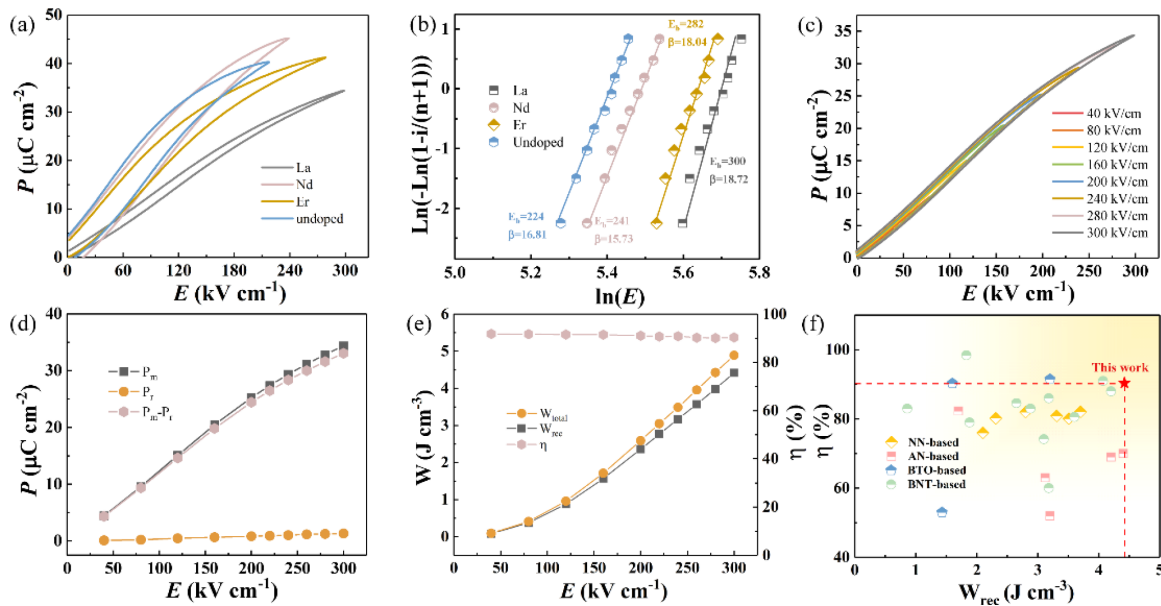 (a)
P (μC cm⁻²)
50
40
30
20
10
0
La
Nd
Er
undoped
0 60 120 180 240 300
E (kV cm⁻¹)
(b)
Ln(-Ln(1-i/(n+1)))
1
0
-1
-2
E_b=282
β=18.04
La
Nd
Er
Undoped
E_b=300
β=18.72
E_b=224
β=16.81
E_b=241
β=15.73
5.0 5.2 5.4 5.6 5.8
ln(E)
(c)
P (μC cm⁻²)
35
30
25
20
15
10
5
0
40 kV/cm
80 kV/cm
120 kV/cm
160 kV/cm
200 kV/cm
240 kV/cm
280 kV/cm
300 kV/cm
0 50 100 150 200 250 300
E (kV cm⁻¹)
(d)
P (μC cm⁻²)
40
30
20
10
0
P_m
P_r
P_m-P_r
0 50 100 150 200 250 300
E (kV cm⁻¹)
(e)
W (J cm⁻³)
6
5
4
3
2
1
0
W_total
W_rec
η
100
80
60
40
20
0
η (%)
0 50 100 150 200 250 300
E (kV cm⁻¹)
(f)
η (%)
100
80
60
40
This work
NN-based
AN-based
BTO-based
BNT-based
0 1 2 3 4 5
W_rec (J cm⁻³)